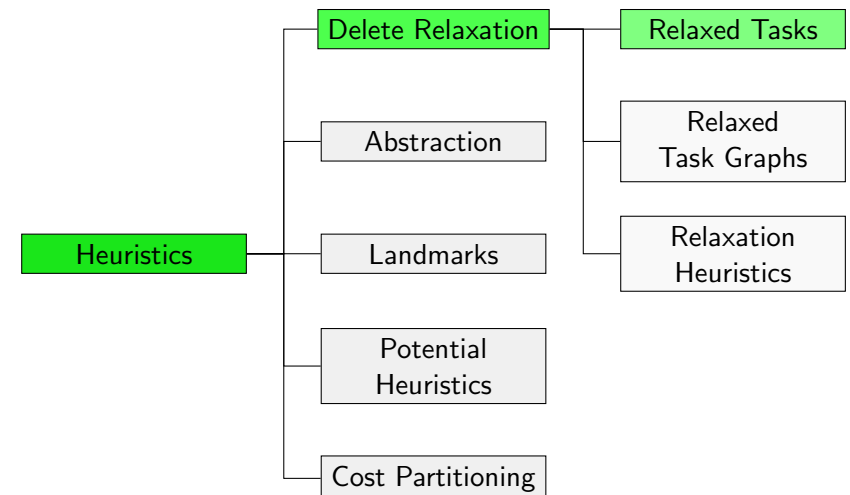 Heuristics
Delete Relaxation
Abstraction
Landmarks
Potential
Heuristics
Cost Partitioning
Relaxed Tasks
Relaxed
Task Graphs
Relaxation
Heuristics